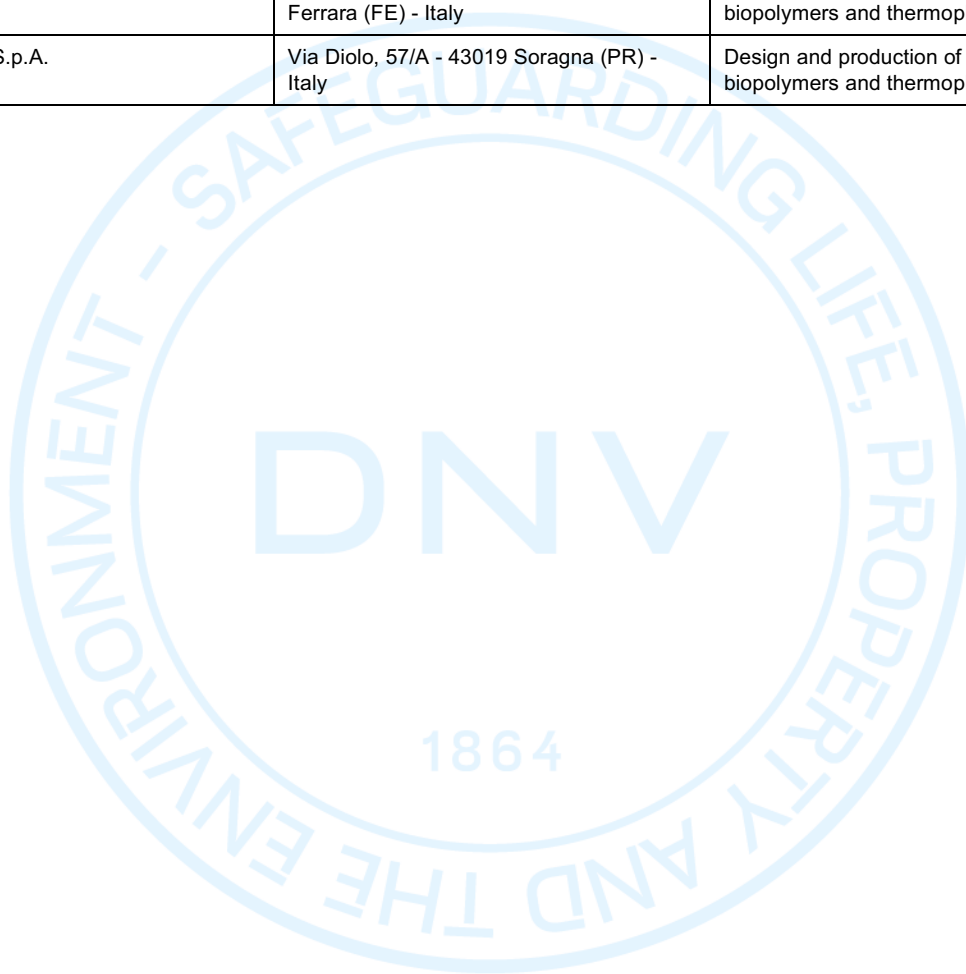 Ferrara (FE) - Italy
biopolymers and thermop
S.p.A.
Via Diolo, 57/A - 43019 Soragna (PR) -
Italy
Design and production of
biopolymers and thermop
SAFEGUARDING LIFE, PROPERTY AND THE ENVIRONMENT -
DNV
1864